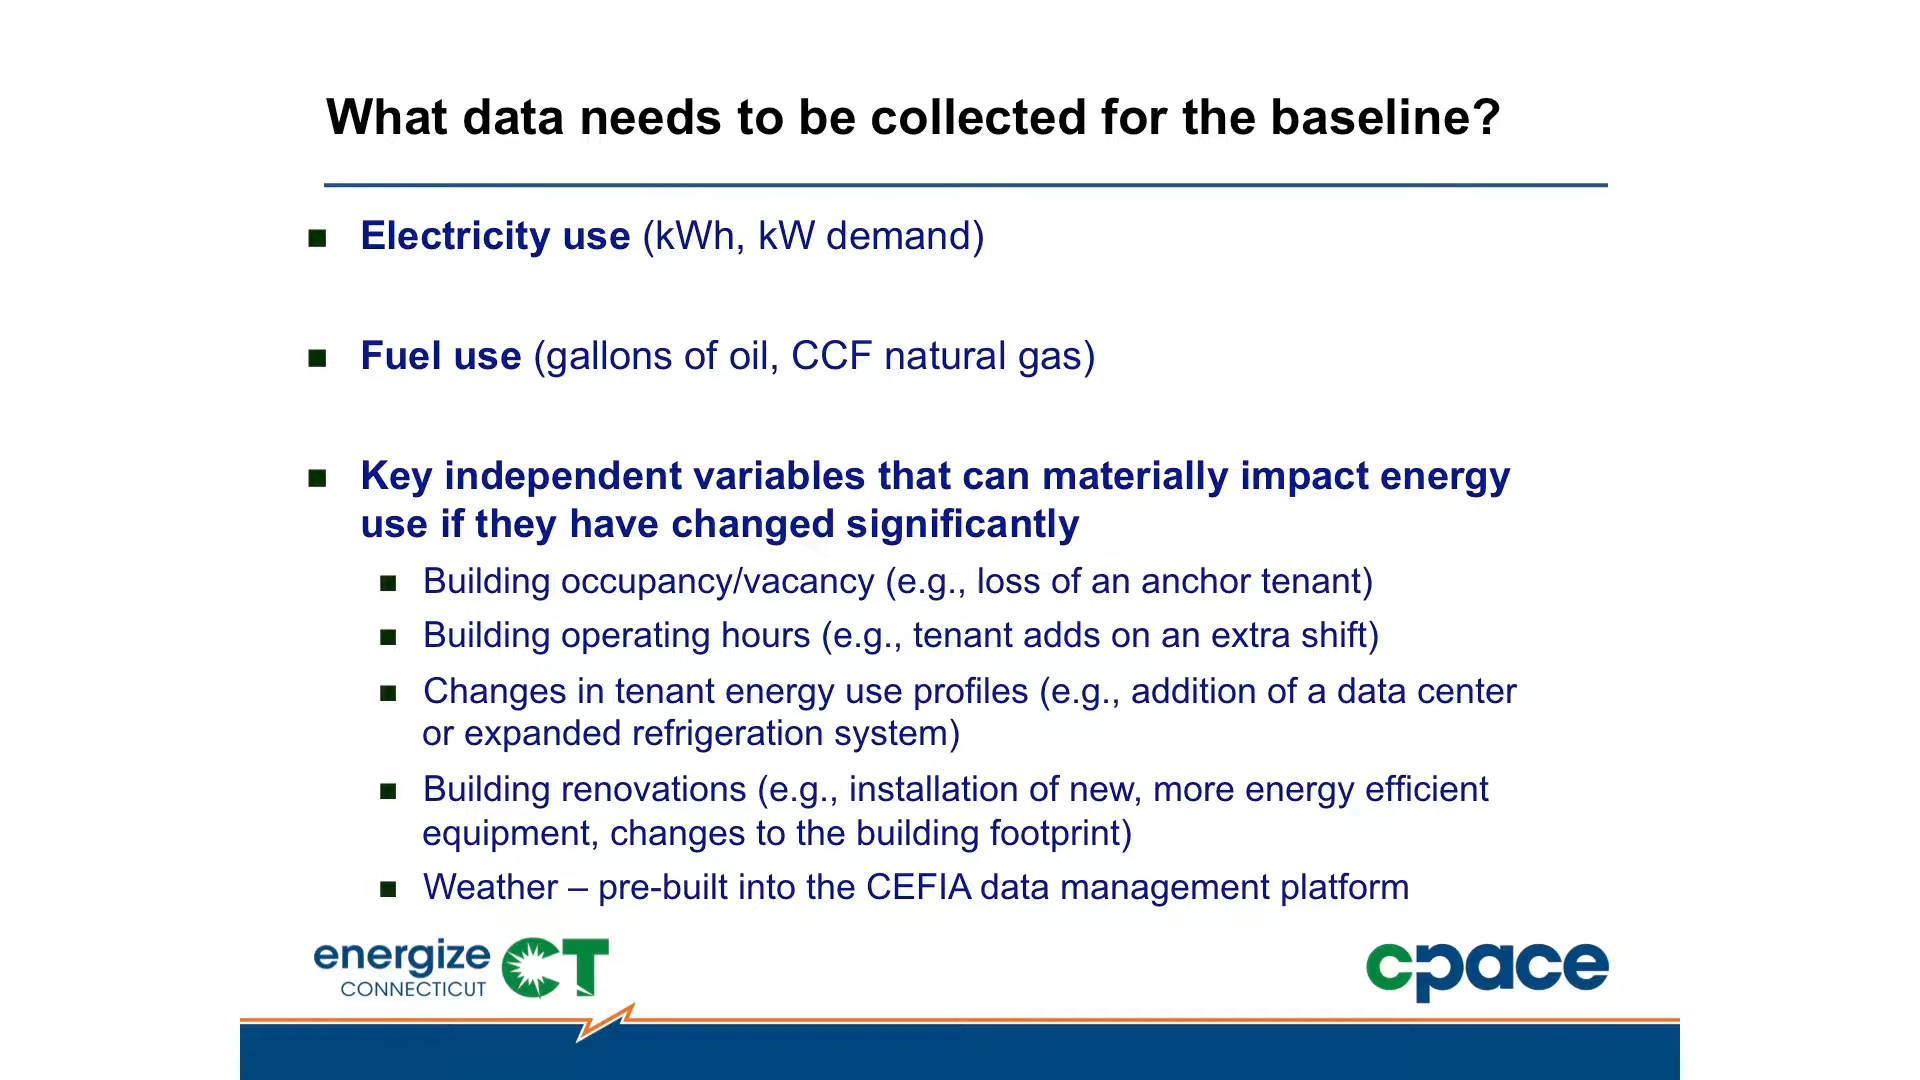 What data needs to be collected for the baseline?
Electricity use (kWh, kW demand)
Fuel use (gallons of oil, CCF natural gas)
Key independent variables that can materially impact energy
use if they have changed significantly
Building occupancy/vacancy (e.g., loss of an anchor tenant)
Building operating hours (e.g., tenant adds on an extra shift)
Changes in tenant energy use profiles (e.g., addition of a data center
or expanded refrigeration system)
Building renovations (e.g., installation of new, more energy efficient
equipment, changes to the building footprint)
Weather – pre-built into the CEFIA data management platform
energize CT
CONNECTICUT
cpace